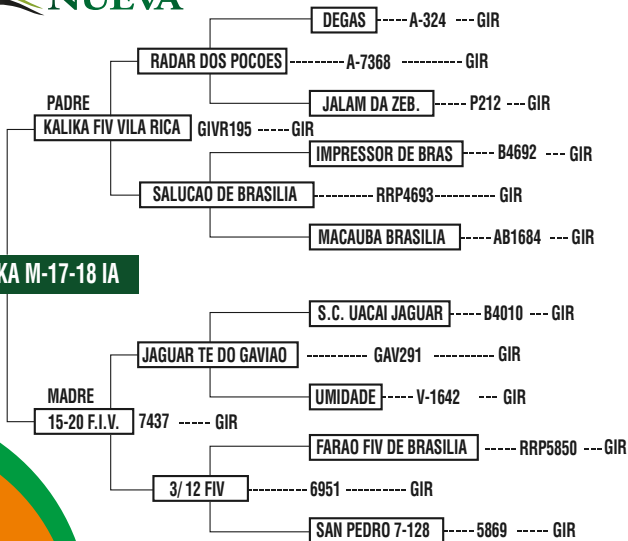 NUEVA
DEGAS ----- A-324 --- GIR
RADAR DOS POCOES --------- A-7368 ---------- GIR
JALAM DA ZEB. ----- P212 --- GIR
PADRE
KALIKA FIV VILA RICA GIVR195 ----- GIR
IMPRESSOR DE BRAS ----- B4692 --- GIR
SALUCAO DE BRASILIA ---------- RRP4693---------- GIR
MACAUBA BRASILIA ----- AB1684 --- GIR
KA M-17-18 IA
S.C. UACAI JAGUAR ----- B4010 --- GIR
JAGUAR TE DO GAVIAO ---------- GAV291 ---------- GIR
UMIDADE ----- V-1642 --- GIR
MADRE
15-20 F.I.V. 7437 ----- GIR
FARAO FIV DE BRASILIA ----- RRP5850 --- GIR
3/ 12 FIV ---------- 6951 ---------- GIR
SAN PEDRO 7-128 ----- 5869 ----- GIR